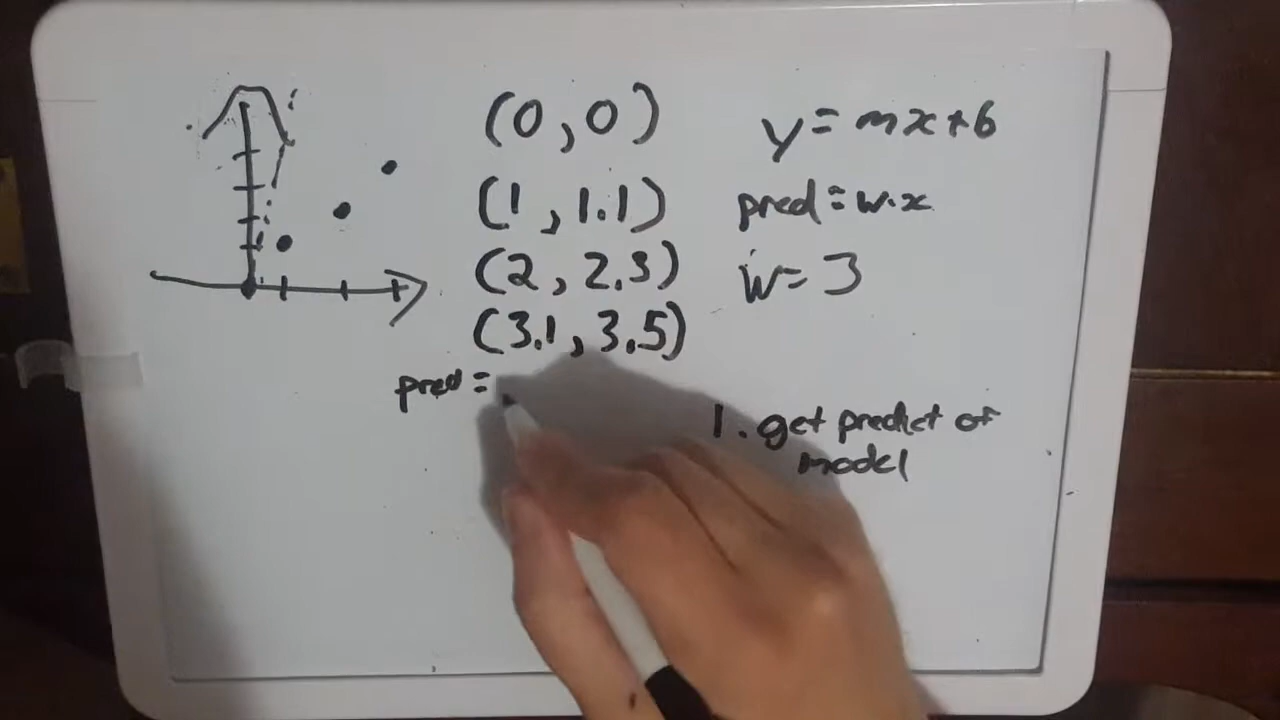 (0,0)
(1,1.1)
(2,2.3)
(3.1,3.5)
pred=
y=mx+b
pred=w.x
w=3
1. get predict of
model